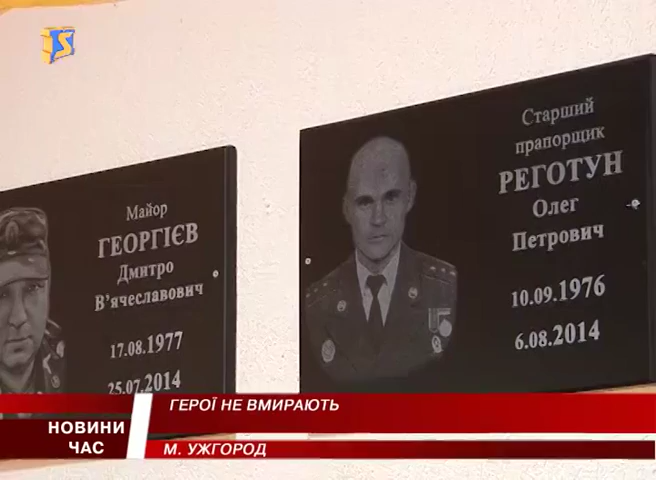 TS
Майор
ГЕОРГІЄВ
Дмитро
В'ячеславович
17.08.1977
25.07.2014
Старший
прапорщик
РЕГОТУН
Олег
Петрович
10.09.1976
6.08.2014
НОВИНИ
ЧАС
ГЕРОЇ НЕ ВМИРАЮТЬ
М. УЖГОРОД